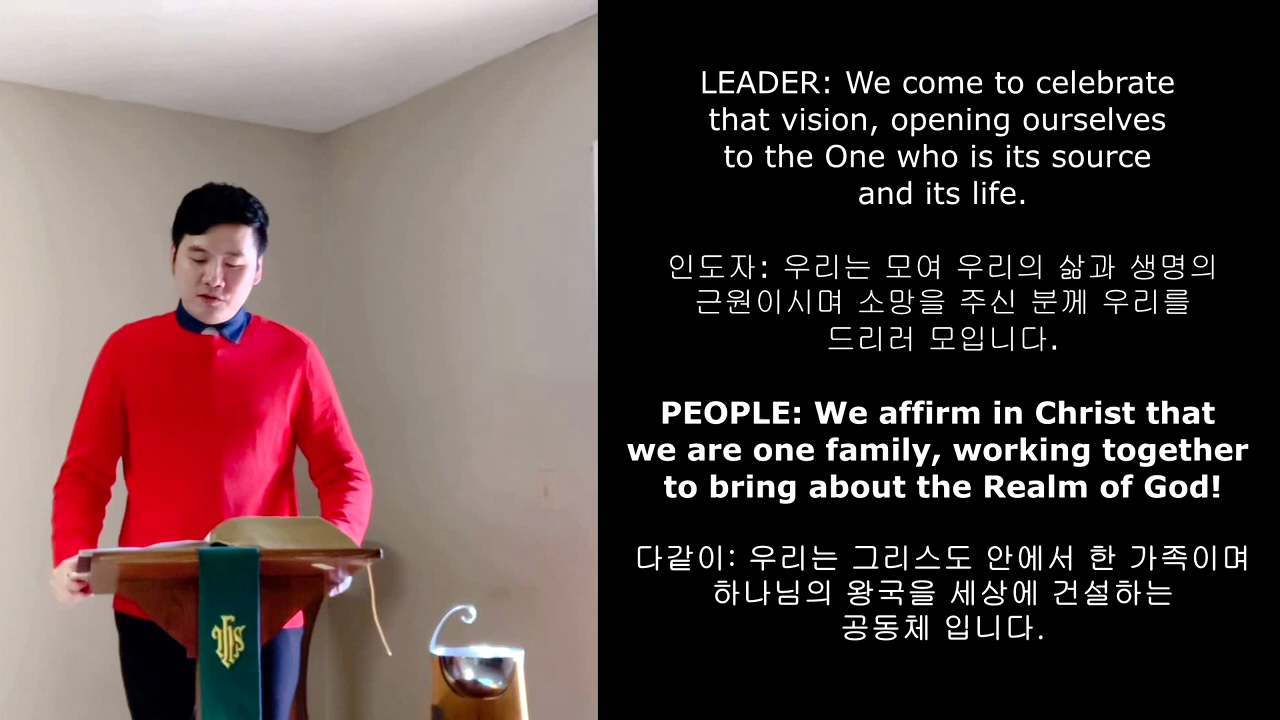 LEADER: We come to celebrate
that vision, opening ourselves
to the One who is its source
and its life.
인도자: 우리는 모여 우리의 삶과 생명의
근원이시며 소망을 주신 분께 우리를
드리러 모입니다.
PEOPLE: We affirm in Christ that
we are one family, working together
to bring about the Realm of God!
다같이: 우리는 그리스도 안에서 한 가족이며
하나님의 왕국을 세상에 건설하는
공동체 입니다.
IHS